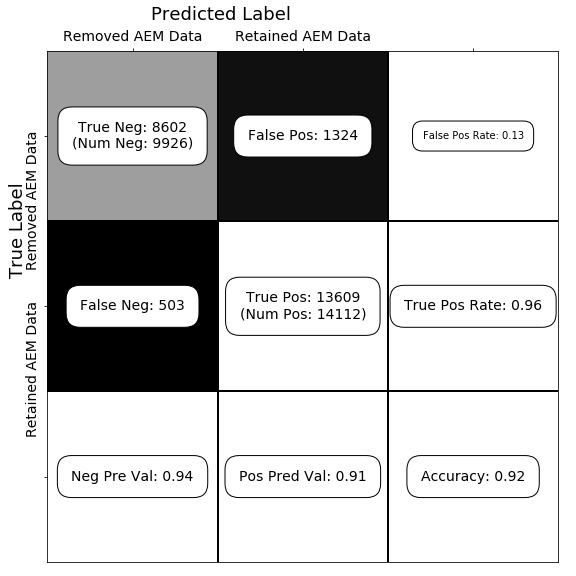 Predicted Label
Removed AEM Data
Retained AEM Data
True Label
Removed AEM Data
Retained AEM Data
True Neg: 8602
(Num Neg: 9926)
False Pos: 1324
False Pos Rate: 0.13
False Neg: 503
True Pos: 13609
(Num Pos: 14112)
True Pos Rate: 0.96
Neg Pre Val: 0.94
Pos Pred Val: 0.91
Accuracy: 0.92